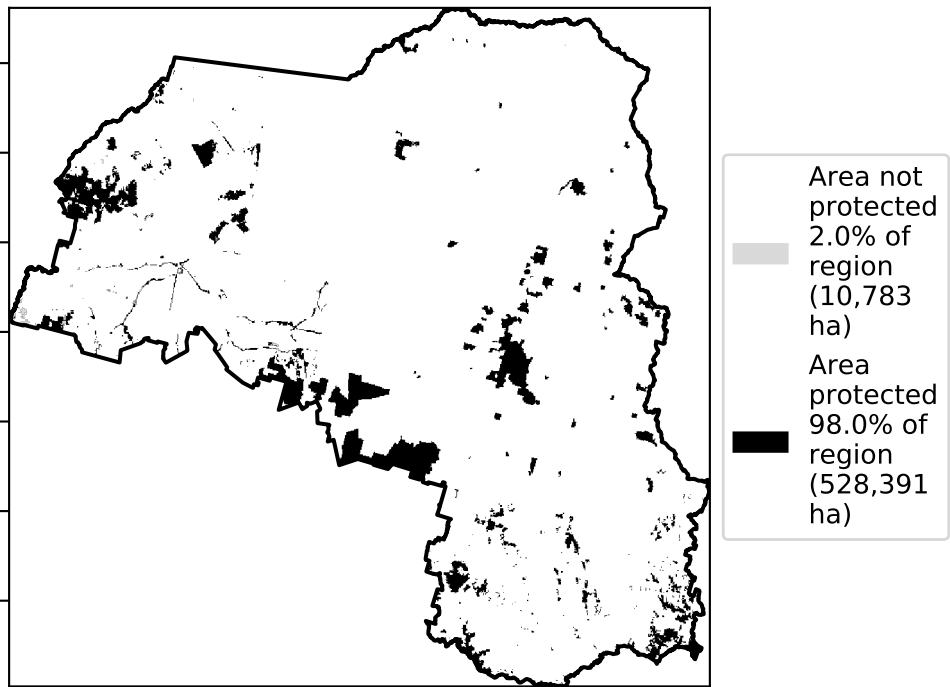 Area not
protected
2.0% of
region
(10,783
ha)
Area
protected
98.0% of
region
(528,391
ha)